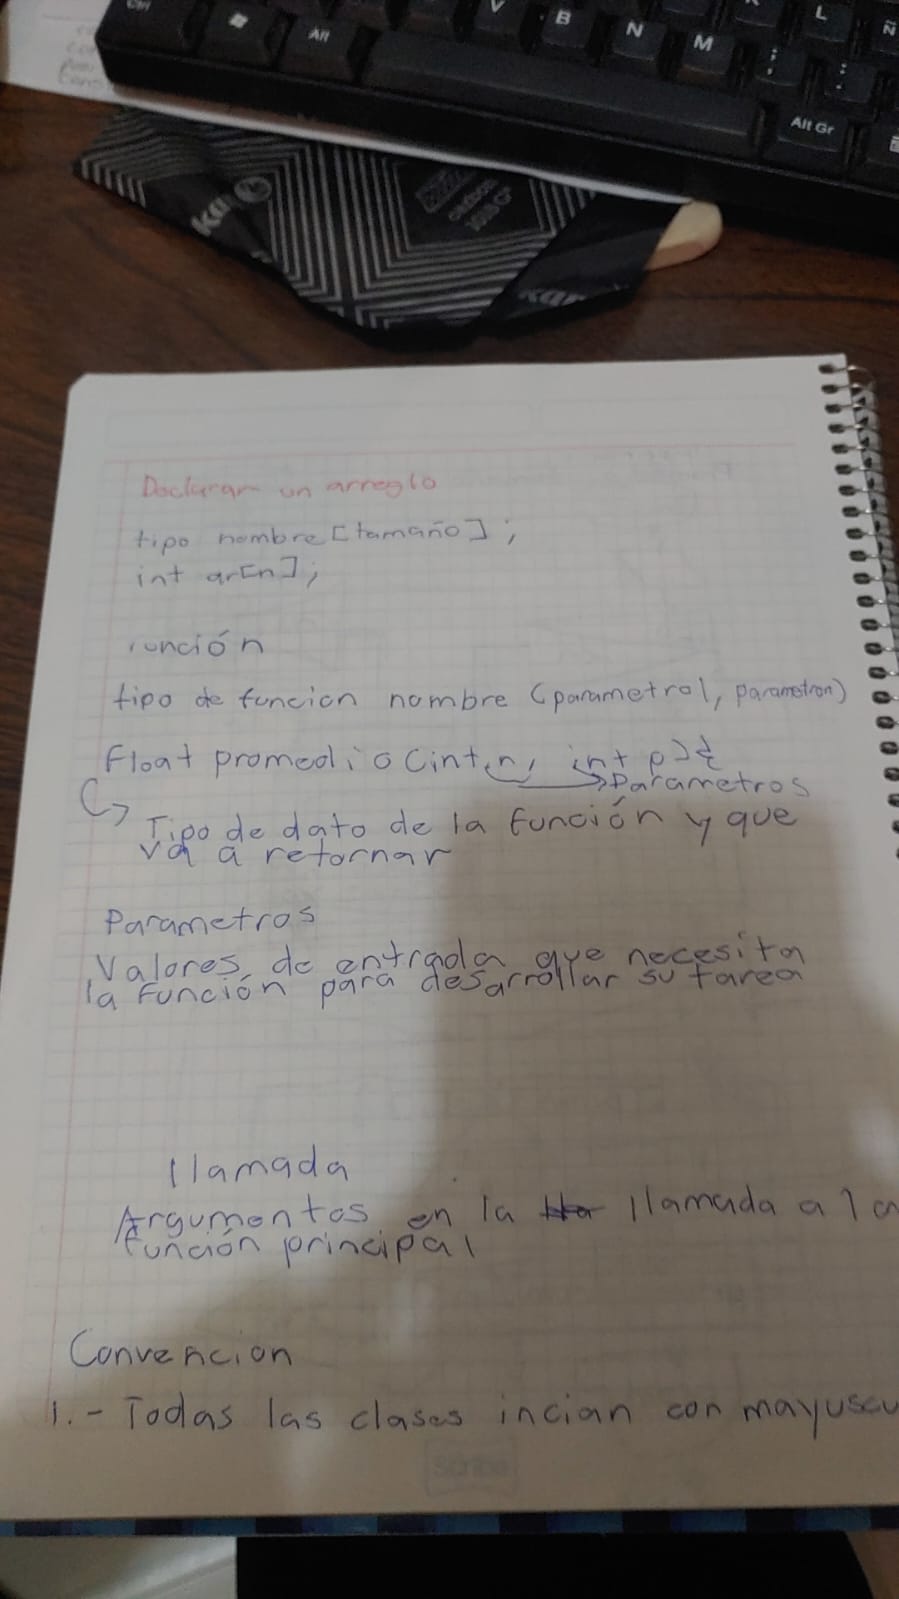 Ctrl
Alt
V
B
N
M
L
Ñ
;
,
:
.
Alt Gr
Declarar un arreglo
tipo nombre [tamaño];
int ar[n];
función
tipo de funcion nombre (parametro1, parametron)
Float promedio (int n, int p){
Parametros
Tipo de dato de la función y que
va a retornar
Parametros
Valores de entrada que necesita
la función para desarrollar su tarea
llamada
Argumentos en la llamada a la
función principal
Convencion
1.- Todas las clases incian con mayuscu
scribe